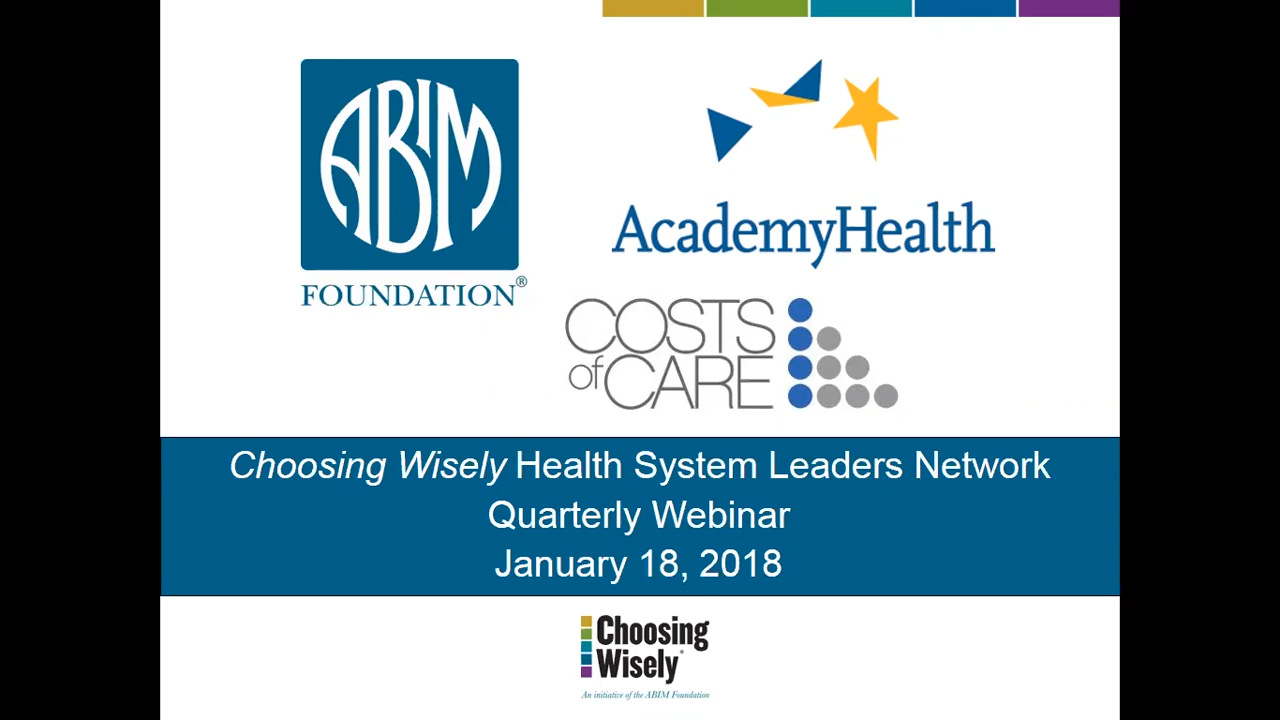 ABIM
FOUNDATION®
AcademyHealth
COSTS
of CARE
Choosing Wisely Health System Leaders Network
Quarterly Webinar
January 18, 2018
Choosing
Wisely®
An initiative of the ABIM Foundation